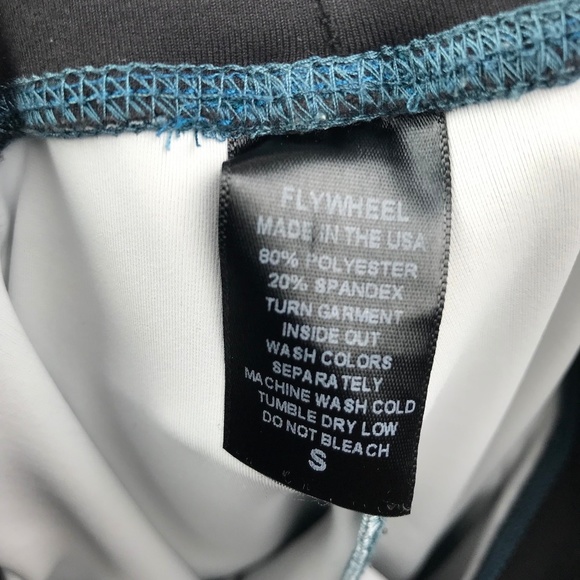 FLYWHEEL
MADE IN THE USA
80% POLYESTER
20% SPANDEX
TURN GARMENT
INSIDE OUT
WASH COLORS
SEPARATELY
MACHINE WASH COLD
TUMBLE DRY LOW
DO NOT BLEACH
S